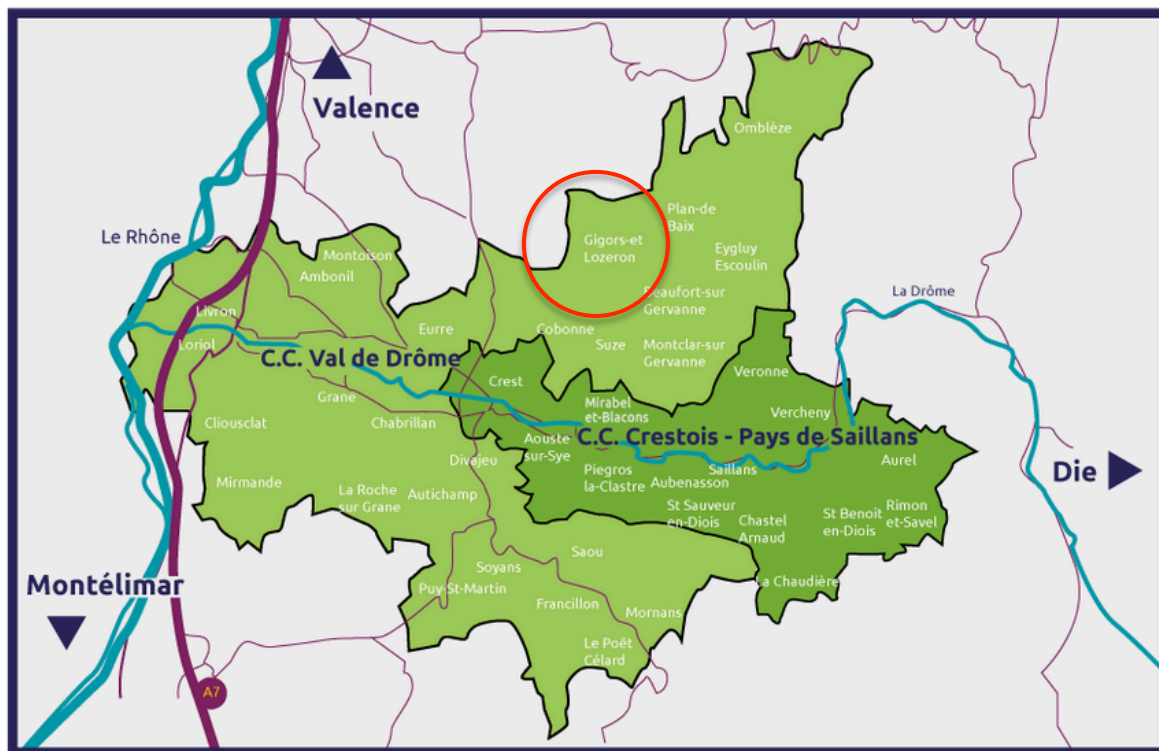 Valence
Omblèze
Plan-de
Baix
Le Rhône
Gigors-et
Lozeron
Montoison
Eygluy
Escoulin
Ambonil
La Drôme
Beaufort-sur
Gervanne
Livron
Eurre
Cobonne
Loriol
Suze
Montclar-sur
Gervanne
C.C. Val de Drôme
Veronne
Crest
Grane
Mirabel
et-Blacons
Vercheny
Cliousclat
Chabrillan
Aouste
sur-Sye
C.C. Crestois - Pays de Saillans
Divajeu
Aurel
Die
Piegros
la-Clastre
Saillans
Aubenasson
Mirmande
La Roche
sur Grane
Autichamp
St Sauveur
en-Diois
Chastel
Arnaud
St Benoit
en-Diois
Rimon
et-Savel
Saou
Soyans
Montélimar
Puy-St-Martin
La Chaudière
Francillon
Mornans
Le Poët
Célard
A7